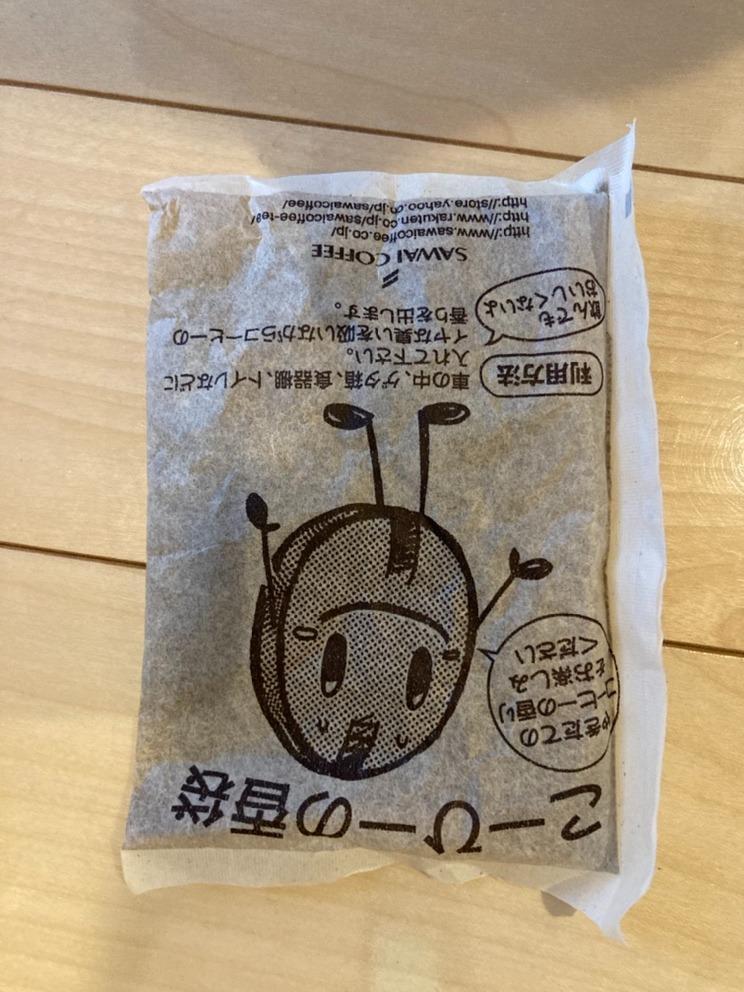 こーひーの香袋
やきたての
コーヒーの香り
をお楽しみ
ください
利用方法
車の中、ゲタ箱、食器棚、トイレなどに
入れて下さい。
イヤな臭いを吸いながらコーヒーの
香りを出します。
飲んでも
おいしくないよ
SAWAI COFFEE
http://www.sawaicoffee.co.jp/
http://www.rakuten.co.jp/sawaicoffee-tea/
http://store.yahoo.co.jp/sawaicoffee/